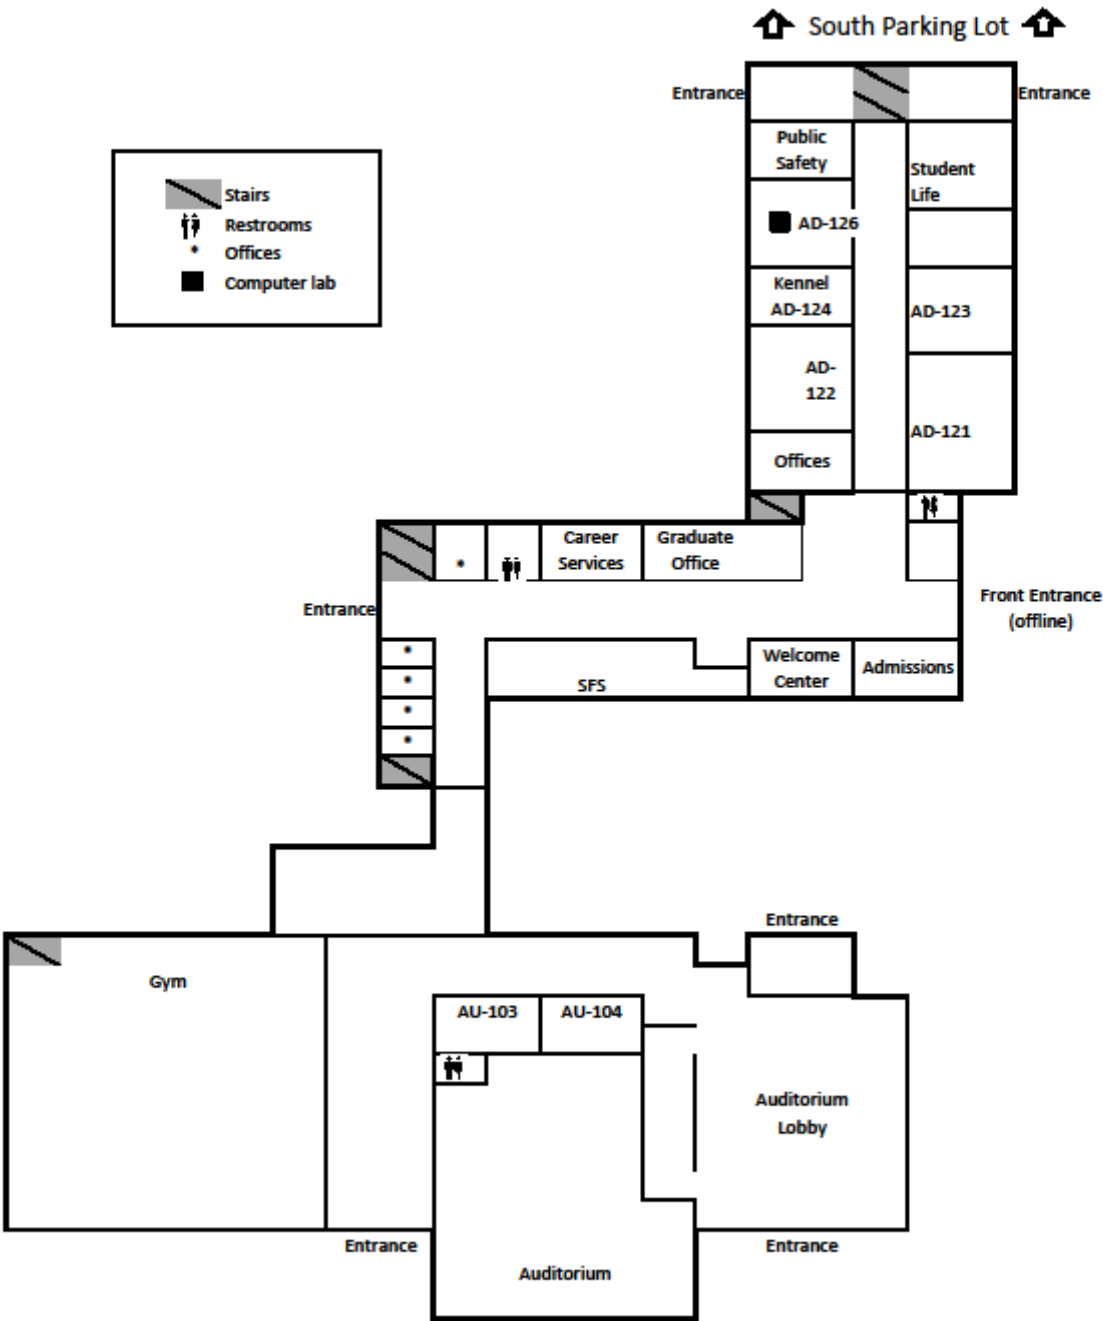 South Parking Lot
Entrance
Entrance
Public
Safety
Student
Life
Stairs
Restrooms
* Offices
Computer lab
AD-126
Kennel
AD-124
AD-123
AD-
122
AD-121
Offices
Career
Services
Graduate
Office
*
Entrance
Front Entrance
(offline)
*
*
*
*
SFS
Welcome
Center
Admissions
Entrance
Gym
AU-103
AU-104
Auditorium
Lobby
Entrance
Entrance
Auditorium